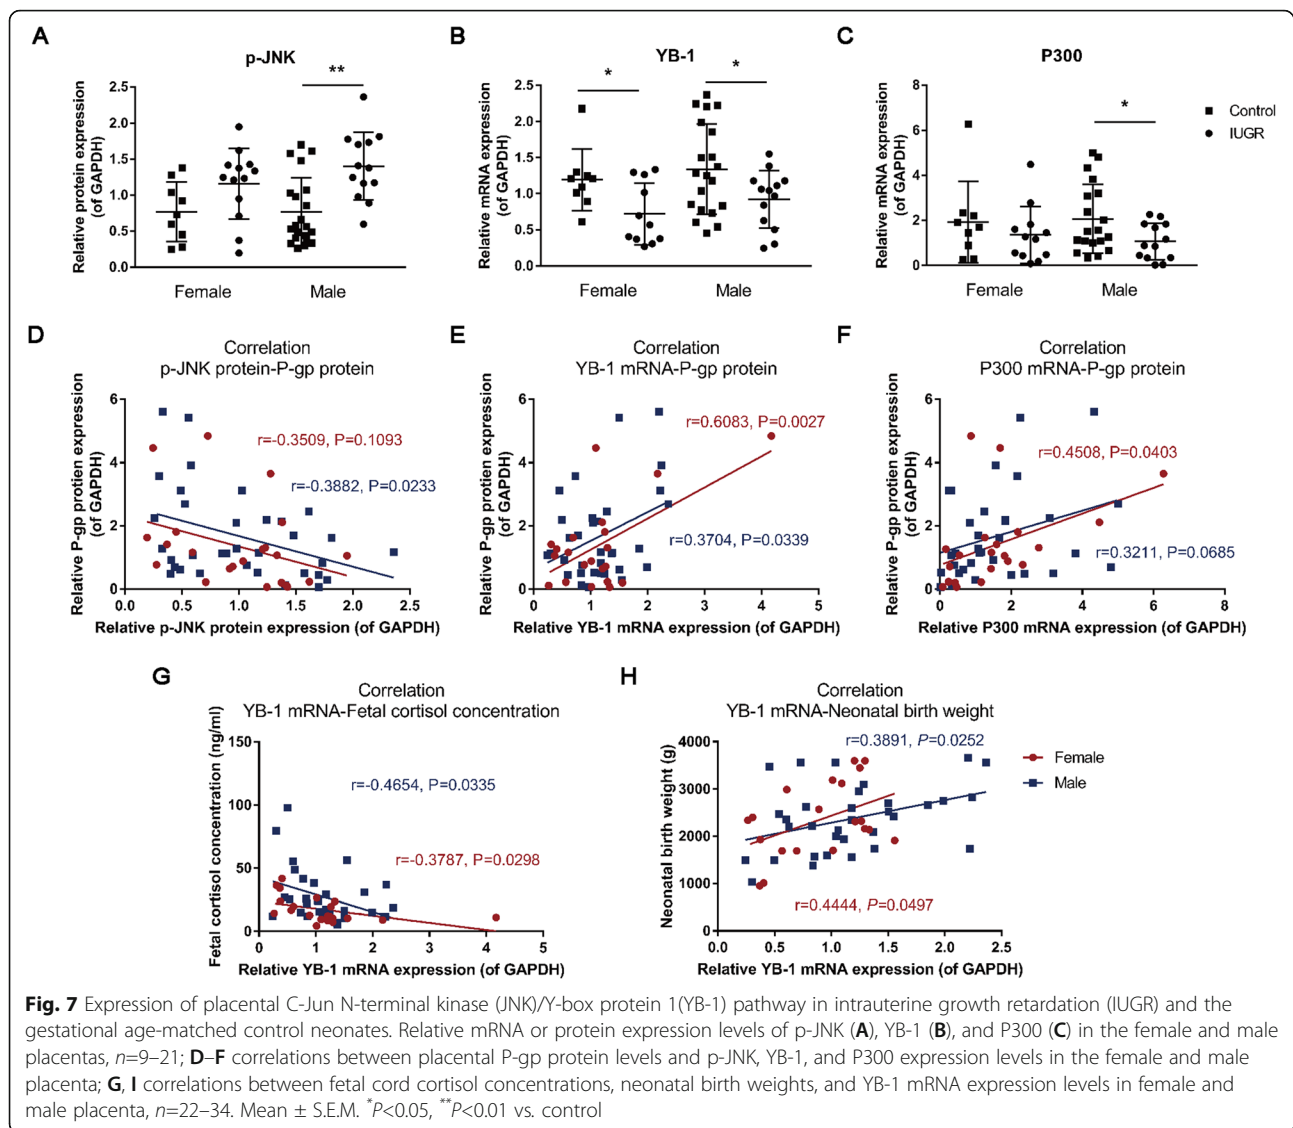 A
p-JNK
**
Relative protein expression
(of GAPDH)
2.5
2.0
1.5
1.0
0.5
0.0
Female
Male
B
YB-1
*
*
Relative mRNA expression
(of GAPDH)
2.5
2.0
1.5
1.0
0.5
0.0
Female
Male
C
P300
*
Relative mRNA expression
(of GAPDH)
8
6
4
2
0
Female
Male
Control
IUGR
D
Correlation
p-JNK protein-P-gp protein
Relative P-gp protien expression
(of GAPDH)
6
4
2
0
r=-0.3509, P=0.1093
r=-0.3882, P=0.0233
0.0 0.5 1.0 1.5 2.0 2.5
Relative p-JNK protein expression (of GAPDH)
E
Correlation
YB-1 mRNA-P-gp protein
Relative P-gp protien expression
(of GAPDH)
6
4
2
0
r=0.6083, P=0.0027
r=0.3704, P=0.0339
0 1 2 3 4 5
Relative YB-1 mRNA expression (of GAPDH)
F
Correlation
P300 mRNA-P-gp protein
Relative P-gp protien expression
(of GAPDH)
6
4
2
0
r=0.4508, P=0.0403
r=0.3211, P=0.0685
0 2 4 6 8
Relative P300 mRNA expression (of GAPDH)
G
Correlation
YB-1 mRNA-Fetal cortisol concentration
Fetal cortisol concentration (ng/ml)
150
100
50
0
r=-0.4654, P=0.0335
r=-0.3787, P=0.0298
0 1 2 3 4 5
Relative YB-1 mRNA expression (of GAPDH)
H
Correlation
YB-1 mRNA-Neonatal birth weight
Neonatal birth weight (g)
4000
3000
2000
1000
0
r=0.3891, P=0.0252
r=0.4444, P=0.0497
0.0 0.5 1.0 1.5 2.0 2.5
Relative YB-1 mRNA expression (of GAPDH)
Female
Male
Fig. 7 Expression of placental C-Jun N-terminal kinase (JNK)/Y-box protein 1(YB-1) pathway in intrauterine growth retardation (IUGR) and the
gestational age-matched control neonates. Relative mRNA or protein expression levels of p-JNK (A), YB-1 (B), and P300 (C) in the female and male
placentas, n=9–21; D–F correlations between placental P-gp protein levels and p-JNK, YB-1, and P300 expression levels in the female and male
placenta; G, I correlations between fetal cord cortisol concentrations, neonatal birth weights, and YB-1 mRNA expression levels in female and
male placenta, n=22–34. Mean ± S.E.M. *P<0.05, **P<0.01 vs. control